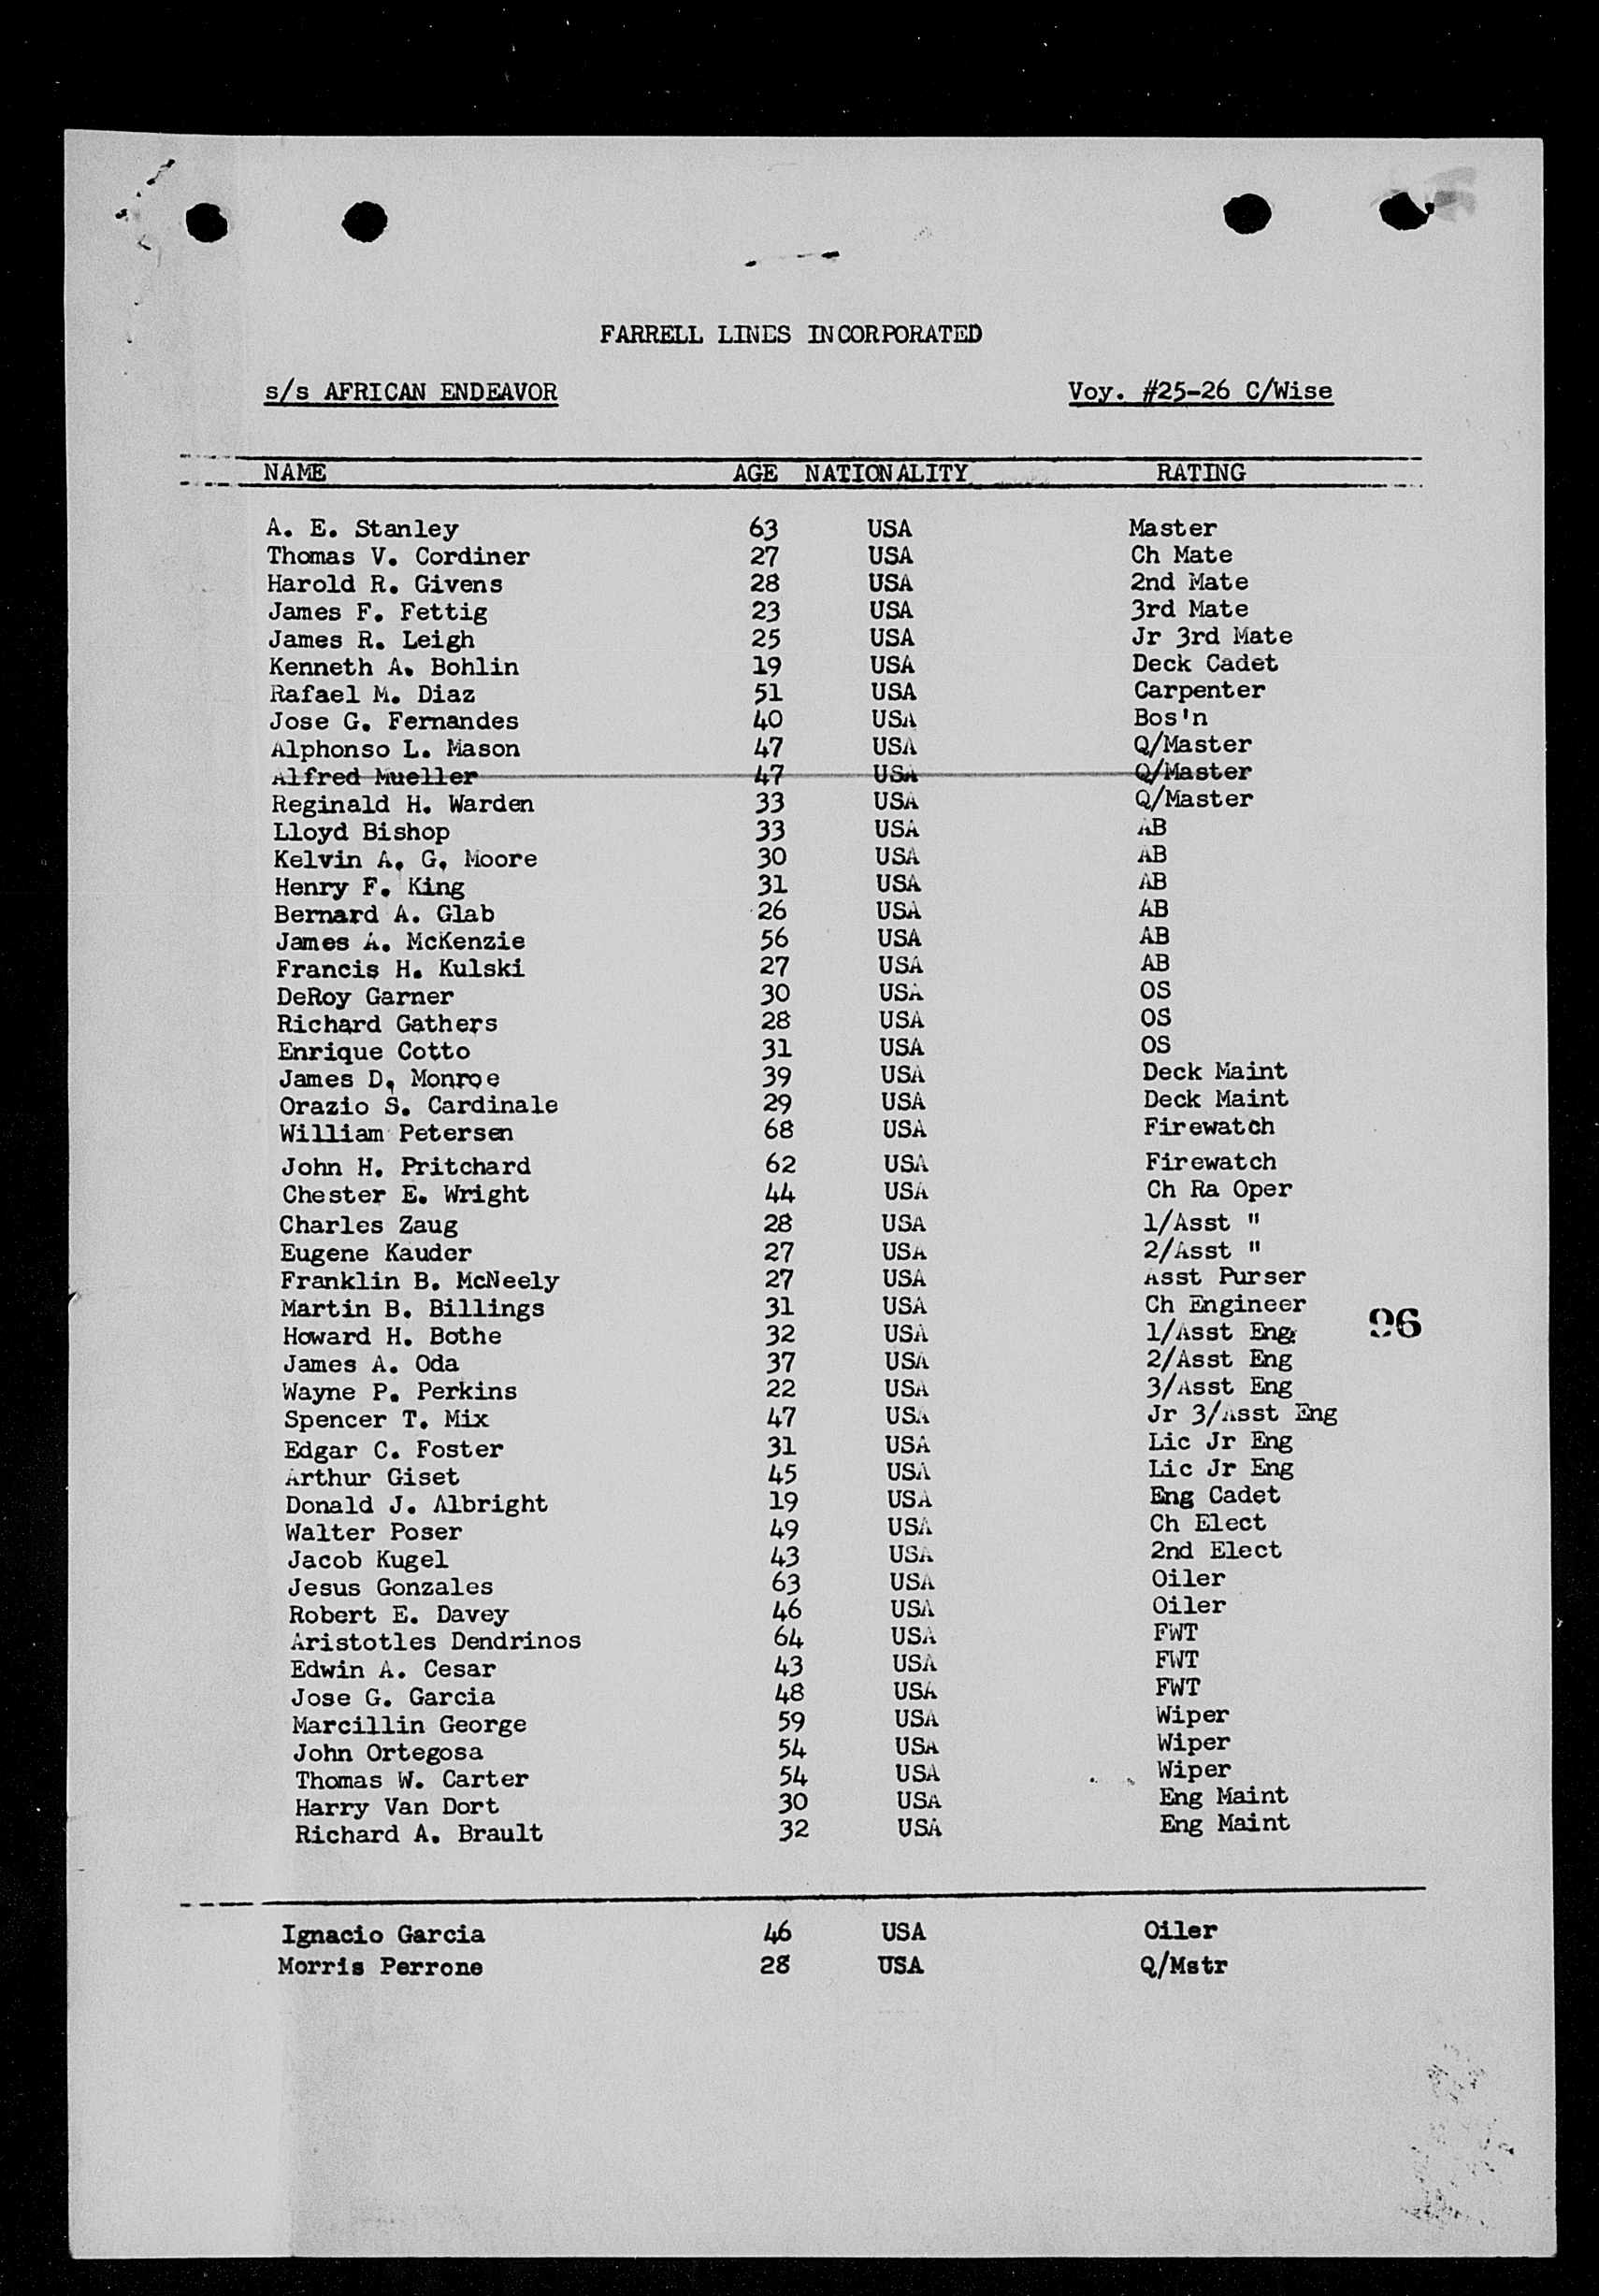 FARRELL LINES INCORPORATED
s/s AFRICAN ENDEAVOR Voy. #25-26 C/Wise
NAME AGE NATIONALITY RATING
A. E. Stanley 63 USA Master
Thomas V. Cordiner 27 USA Ch Mate
Harold R. Givens 28 USA 2nd Mate
James F. Fettig 23 USA 3rd Mate
James R. Leigh 25 USA Jr 3rd Mate
Kenneth A. Bohlin 19 USA Deck Cadet
Rafael M. Diaz 51 USA Carpenter
Jose G. Fernandes 40 USA Bos'n
Alphonso L. Mason 47 USA Q/Master
Alfred Mueller 47 USA Q/Master
Reginald H. Warden 33 USA Q/Master
Lloyd Bishop 33 USA AB
Kelvin A. G. Moore 30 USA AB
Henry F. King 31 USA AB
Bernard A. Glab 26 USA AB
James A. McKenzie 56 USA AB
Francis H. Kulski 27 USA AB
DeRoy Garner 30 USA OS
Richard Gathers 28 USA OS
Enrique Cotto 31 USA OS
James D. Monroe 39 USA Deck Maint
Orazio S. Cardinale 29 USA Deck Maint
William Petersen 68 USA Firewatch
John H. Pritchard 62 USA Firewatch
Chester E. Wright 44 USA Ch Ra Oper
Charles Zaug 28 USA 1/Asst "
Eugene Kauder 27 USA 2/Asst "
Franklin B. McNeely 27 USA Asst Purser
Martin B. Billings 31 USA Ch Engineer
Howard H. Bothe 32 USA 1/Asst Eng. 96
James A. Oda 37 USA 2/Asst Eng
Wayne P. Perkins 22 USA 3/Asst Eng
Spencer T. Mix 47 USA Jr 3/Asst Eng
Edgar C. Foster 31 USA Lic Jr Eng
Arthur Giset 45 USA Lic Jr Eng
Donald J. Albright 19 USA Eng Cadet
Walter Poser 49 USA Ch Elect
Jacob Kugel 43 USA 2nd Elect
Jesus Gonzales 63 USA Oiler
Robert E. Davey 46 USA Oiler
Aristotles Dendrinos 64 USA FWT
Edwin A. Cesar 43 USA FWT
Jose G. Garcia 48 USA FWT
Marcillin George 59 USA Wiper
John Ortegosa 54 USA Wiper
Thomas W. Carter 54 USA Wiper
Harry Van Dort 30 USA Eng Maint
Richard A. Brault 32 USA Eng Maint
Ignacio Garcia 46 USA Oiler
Morris Perrone 28 USA Q/Mstr